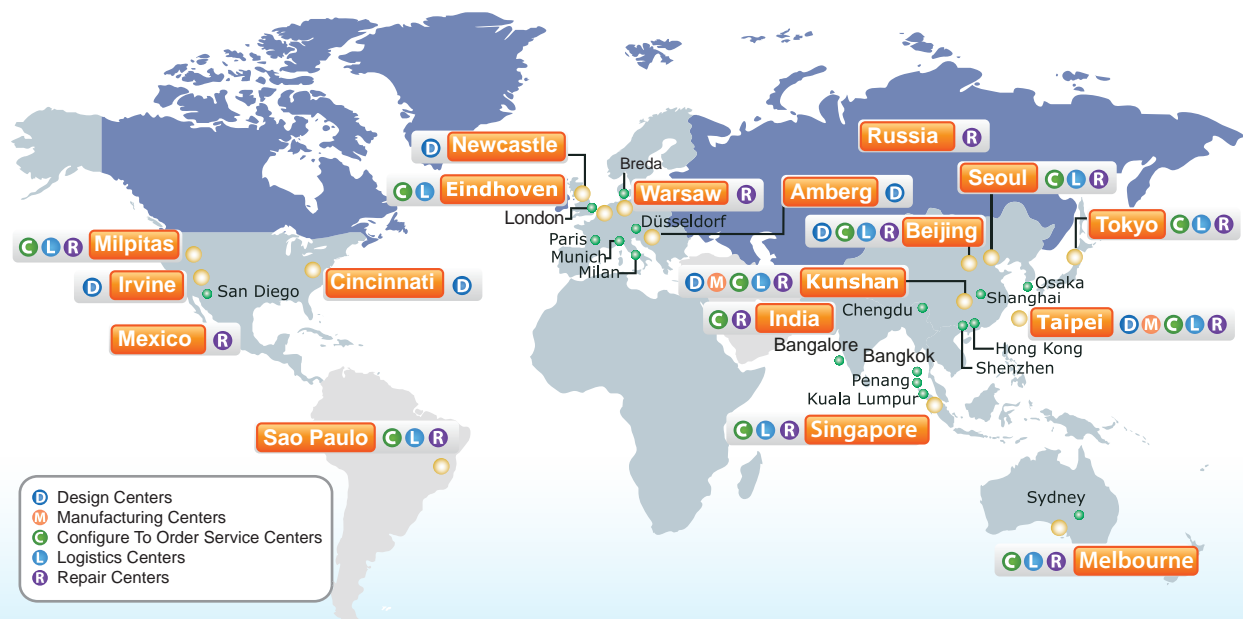 D Newcastle
Russia R
Breda
C L Eindhoven
Warsaw R
Amberg D
Seoul C L R
London
Düsseldorf
Tokyo C L R
D C L R Beijing
C L R Milpitas
Paris
Munich
Milan
D Irvine
San Diego
Cincinnati D
D M C L R Kunshan
Osaka
Shanghai
Chengdu
C R India
Taipei D M C L R
Mexico R
Bangalore
Bangkok
Hong Kong
Penang
Shenzhen
Kuala Lumpur
Sao Paulo C L R
C L R Singapore
Sydney
C L R Melbourne
D Design Centers
M Manufacturing Centers
C Configure To Order Service Centers
L Logistics Centers
R Repair Centers